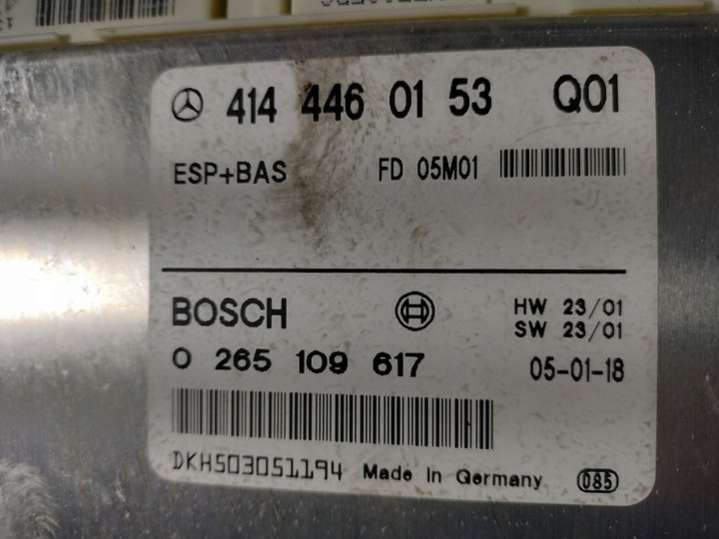 414 446 01 53 Q01
ESP+BAS FD 05M01
BOSCH HW 23/01
SW 23/01
0 265 109 617 05-01-18
DKH503051194 Made In Germany 085